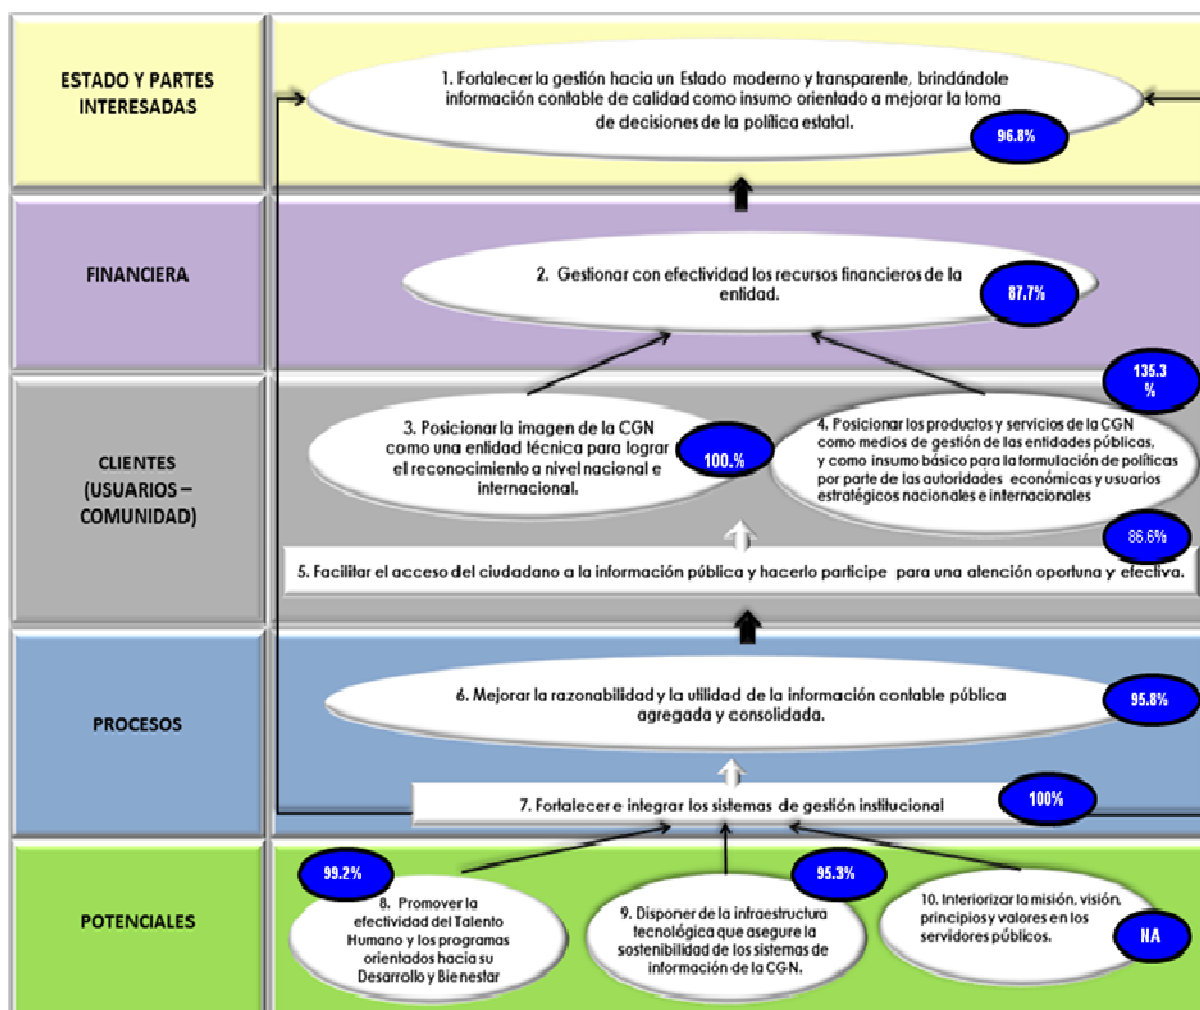 ESTADO Y PARTES
INTERESADAS
1. Fortalecer la gestión hacia un Estado moderno y transparente, brindándole
información contable de calidad como insumo orientado a mejorar la toma
de decisiones de la política estatal.
96.8%
FINANCIERA
2. Gestionar con efectividad los recursos financieros de la
entidad.
87.7%
CLIENTES
(USUARIOS –
COMUNIDAD)
3. Posicionar la imagen de la CGN
como una entidad técnica para lograr
el reconocimiento a nivel nacional e
internacional.
100.%
135.3
%
4. Posicionar los productos y servicios de la CGN
como medios de gestión de las entidades públicas,
y como insumo básico para la formulación de políticas
por parte de las autoridades económicas y usuarios
estratégicos nacionales e internacionales
86.6%
5. Facilitar el acceso del ciudadano a la información pública y hacerlo participe para una atención oportuna y efectiva.
PROCESOS
6. Mejorar la razonabilidad y la utilidad de la información contable pública
agregada y consolidada.
95.8%
7. Fortalecer e integrar los sistemas de gestión institucional
100%
POTENCIALES
99.2%
8. Promover la
efectividad del Talento
Humano y los programas
orientados hacia su
Desarrollo y Bienestar
95.3%
9. Disponer de la infraestructura
tecnológica que asegure la
sostenibilidad de los sistemas de
información de la CGN.
10. Interiorizar la misión, visión,
principios y valores en los
servidores públicos.
NA